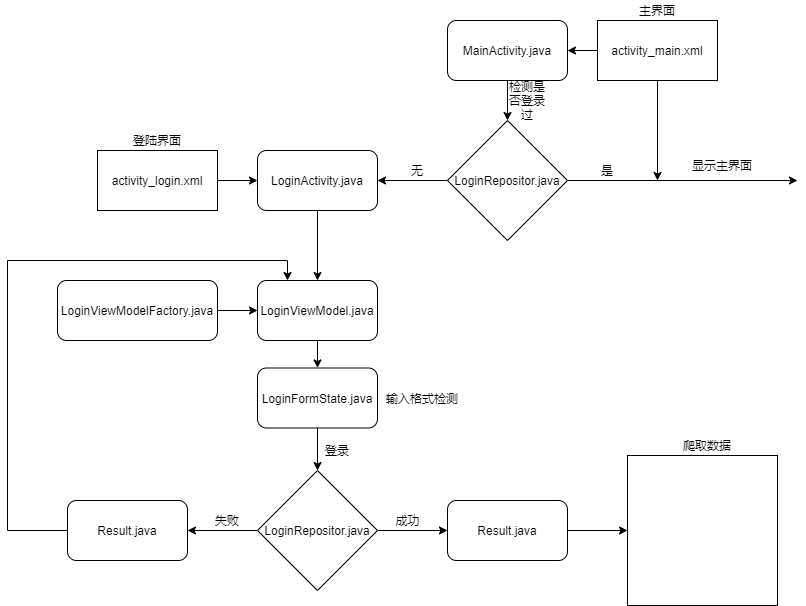 主界面
MainActivity.java
activity_main.xml
检测是
否登录
过
登陆界面
activity_login.xml
LoginActivity.java
无
LoginRepositor.java
是
显示主界面
LoginViewModelFactory.java
LoginViewModel.java
LoginFormState.java
输入格式检测
登录
爬取数据
Result.java
失败
LoginRepositor.java
成功
Result.java